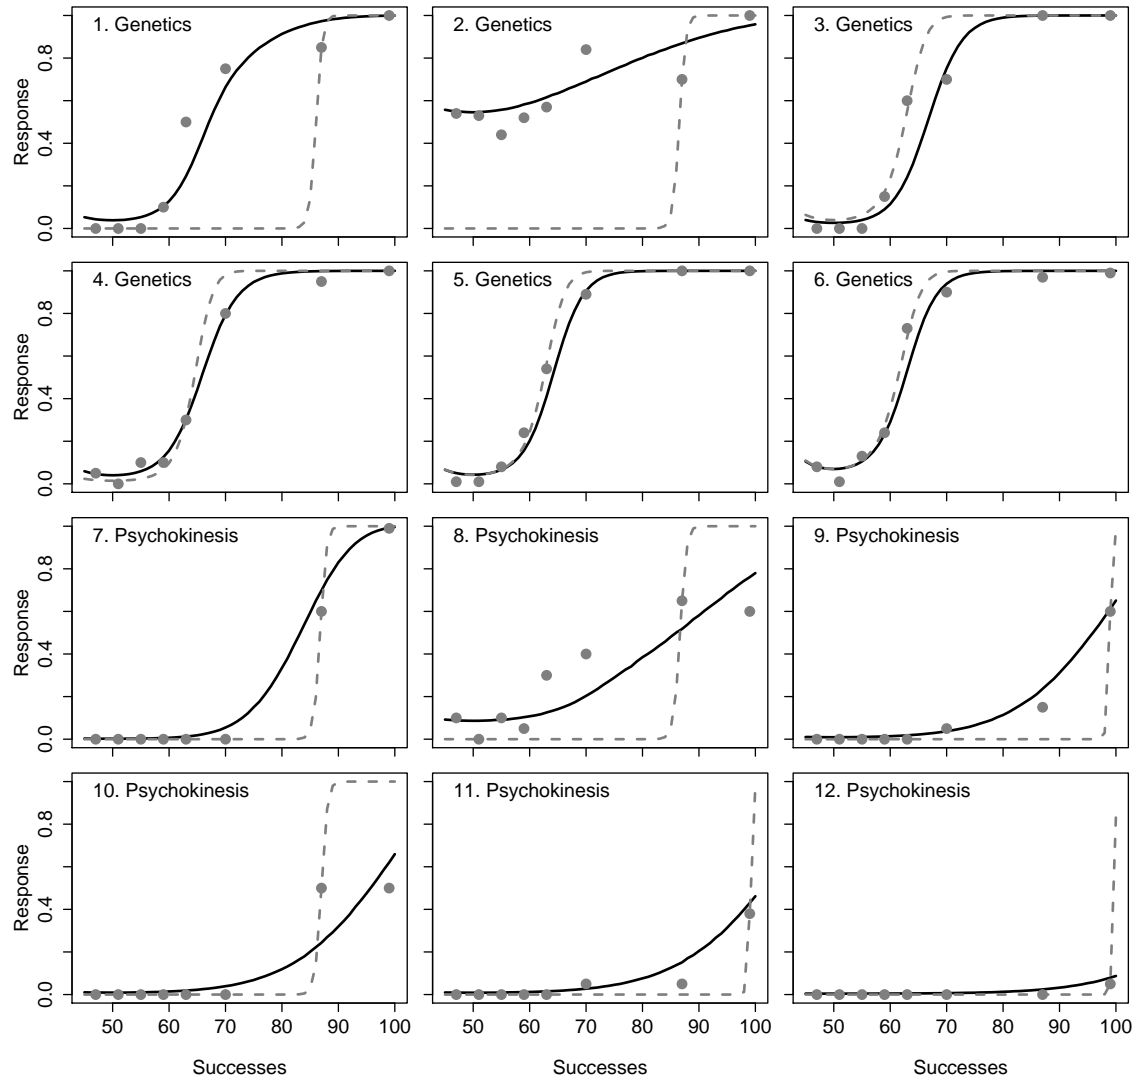 1. Genetics
2. Genetics
3. Genetics
Response
0.0 0.4 0.8
4. Genetics
5. Genetics
6. Genetics
Response
0.0 0.4 0.8
7. Psychokinesis
8. Psychokinesis
9. Psychokinesis
Response
0.0 0.4 0.8
10. Psychokinesis
11. Psychokinesis
12. Psychokinesis
Response
0.0 0.4 0.8
50 60 70 80 90 100
50 60 70 80 90 100
50 60 70 80 90 100
Successes
Successes
Successes